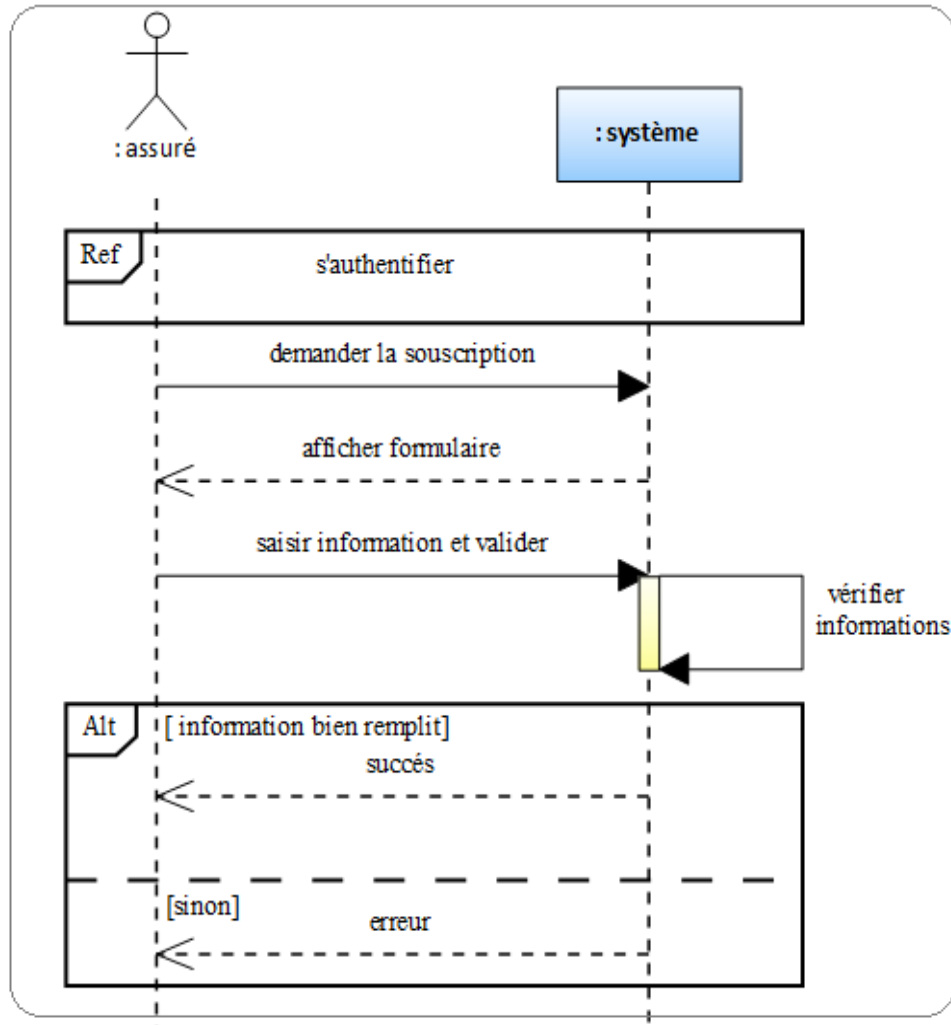 : assuré
: système
Ref
s'authentifier
demander la souscription
afficher formulaire
saisir information et valider
vérifier
informations
Alt
[ information bien remplit]
succés
[sinon]
erreur